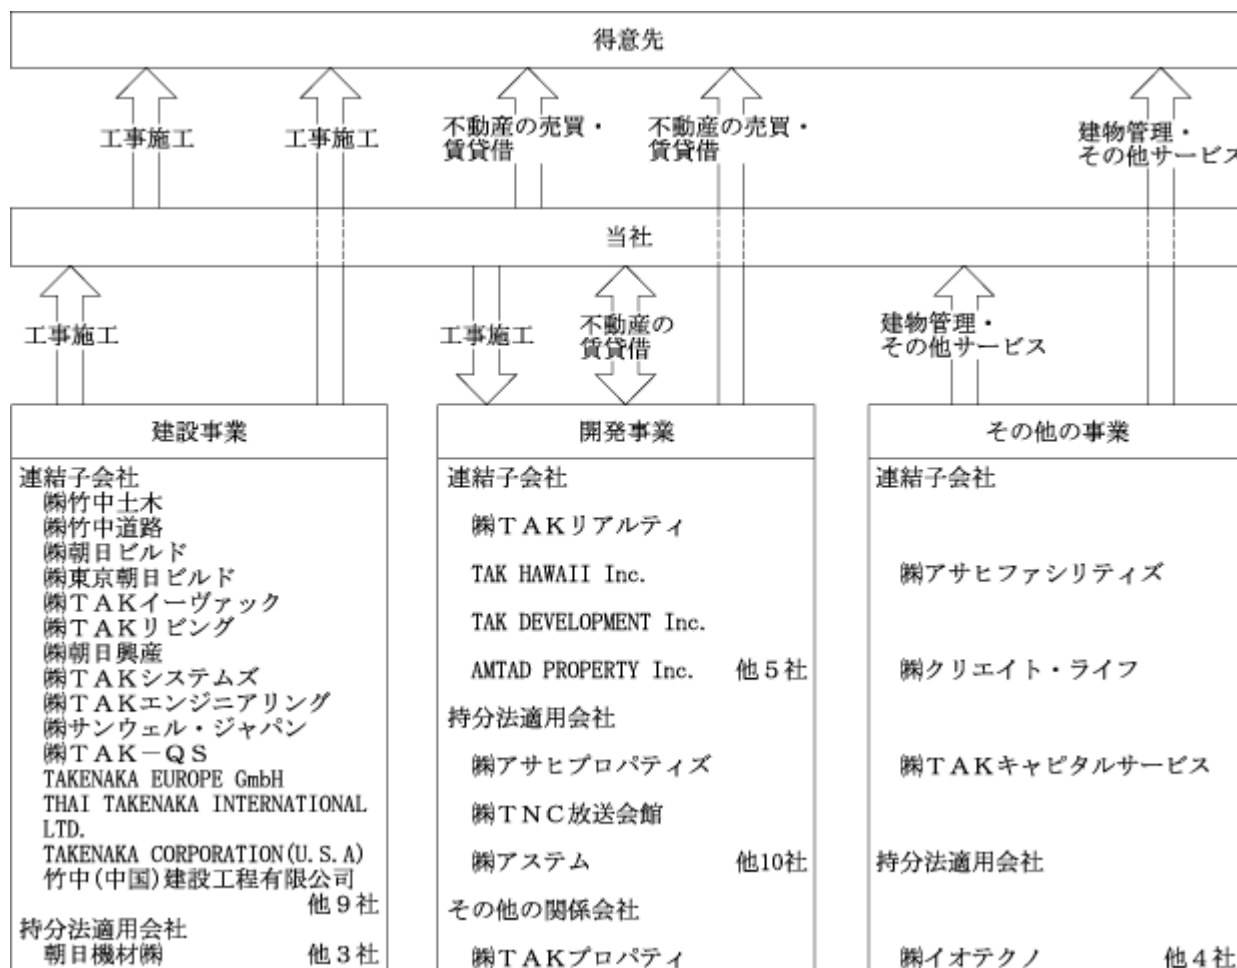 得意先
工事施工
工事施工
不動産の売買・
賃貸借
不動産の売買・
賃貸借
建物管理・
その他サービス
当社
工事施工
工事施工
不動産の
賃貸借
建物管理・
その他サービス
建設事業
連結子会社
㈱竹中土木
㈱竹中道路
㈱朝日ビルド
㈱東京朝日ビルド
㈱ＴＡＫイーヴァック
㈱ＴＡＫリビング
㈱朝日興産
㈱ＴＡＫシステムズ
㈱ＴＡＫエンジニアリング
㈱サンウェル・ジャパン
㈱ＴＡＫ－ＱＳ
TAKENAKA EUROPE GmbH
THAI TAKENAKA INTERNATIONAL
LTD.
TAKENAKA CORPORATION(U.S.A)
竹中(中国)建設工程有限公司
他９社
持分法適用会社
朝日機材㈱ 他３社
開発事業
連結子会社
㈱ＴＡＫリアルティ
TAK HAWAII Inc.
TAK DEVELOPMENT Inc.
AMTAD PROPERTY Inc. 他５社
持分法適用会社
㈱アサヒプロパティズ
㈱ＴＮＣ放送会館
㈱アステム 他10社
その他の関係会社
㈱ＴＡＫプロパティ
その他の事業
連結子会社
㈱アサヒファシリティズ
㈱クリエイト・ライフ
㈱ＴＡＫキャピタルサービス
持分法適用会社
㈱イオテクノ 他４社